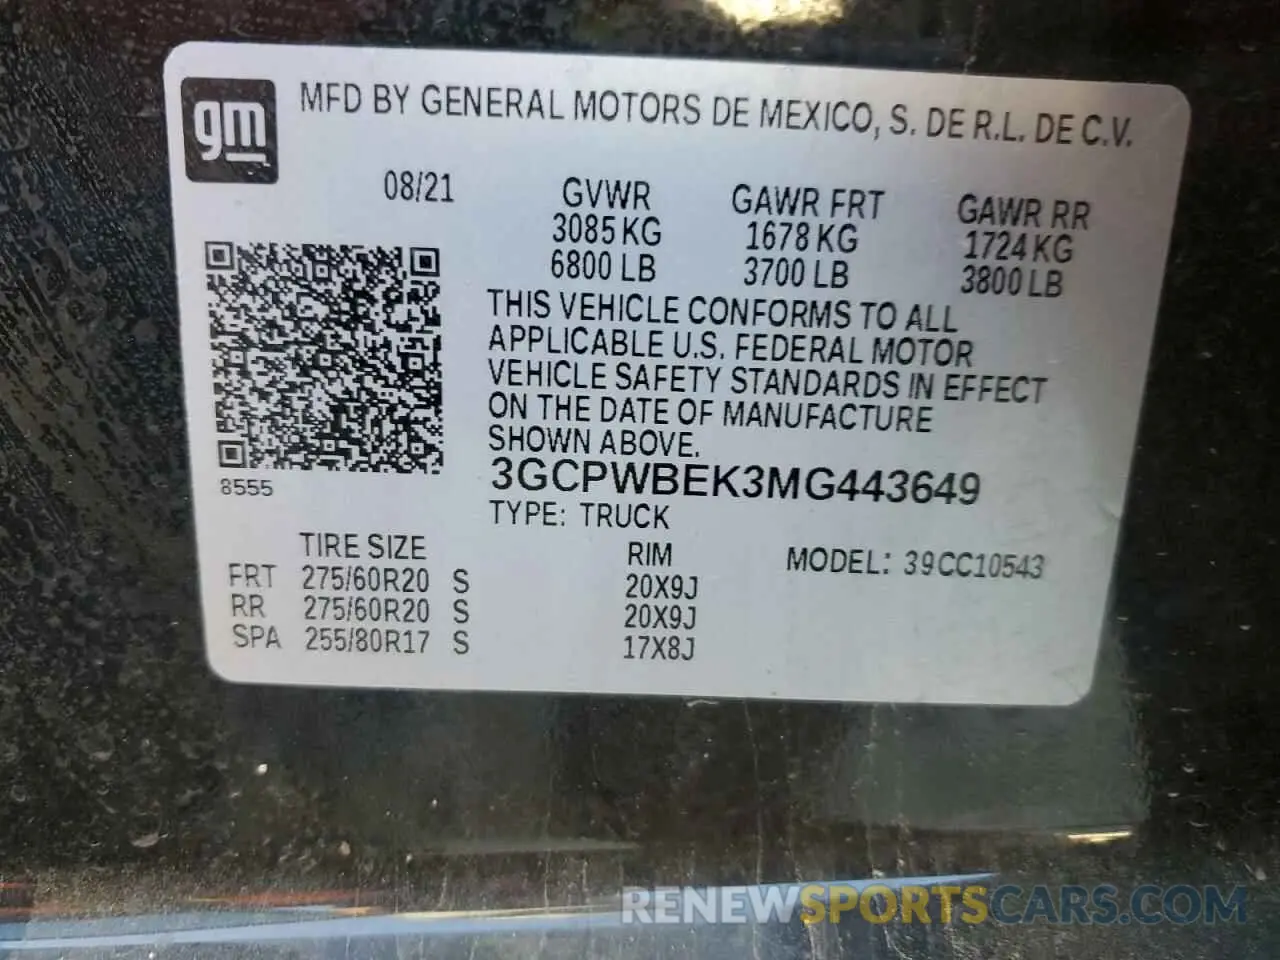 gm
MFD BY GENERAL MOTORS DE MEXICO, S. DE R.L. DE C.V.
08/21
GVWR GAWR FRT GAWR RR
3085 KG 1678 KG 1724 KG
6800 LB 3700 LB 3800 LB
THIS VEHICLE CONFORMS TO ALL
APPLICABLE U.S. FEDERAL MOTOR
VEHICLE SAFETY STANDARDS IN EFFECT
ON THE DATE OF MANUFACTURE
SHOWN ABOVE.
3GCPWBEK3MG443649
8555
TYPE: TRUCK
TIRE SIZE RIM MODEL: 39CC10543
FRT 275/60R20 S 20X9J
RR 275/60R20 S 20X9J
SPA 255/80R17 S 17X8J
RENEWSPORTSCARS.COM